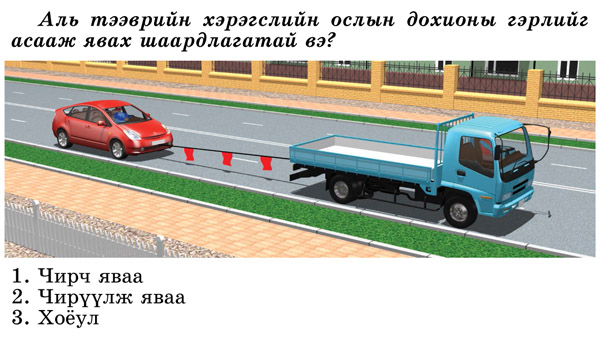 Аль тээврийн хэрэгслийн ослын дохионы гэрлийг
асааж явах шаардлагатай вэ?
1. Чирч яваа
2. Чирүүлж яваа
3. Хоёул